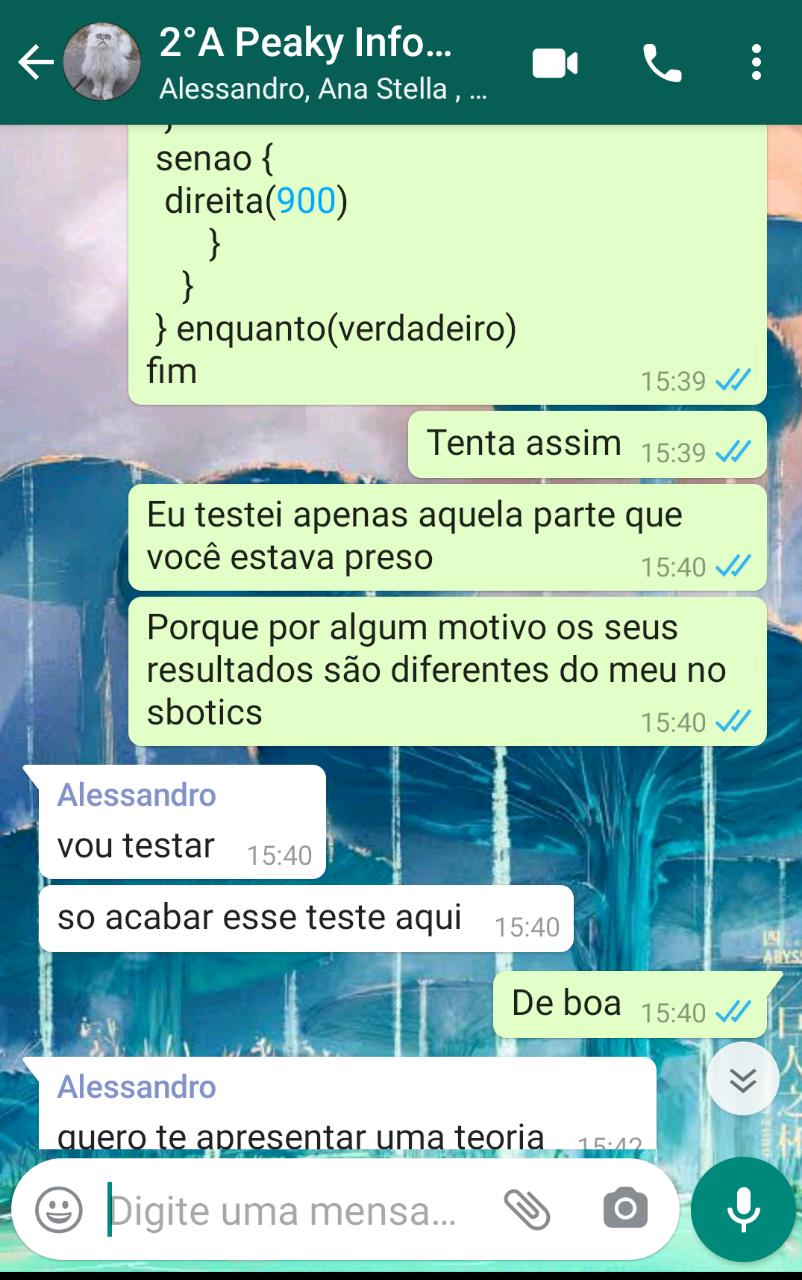 2°A Peaky Info...
Alessandro, Ana Stella , ...
}
senao {
direita(900)
}
}
} enquanto(verdadeiro)
fim
15:39
Tenta assim 15:39
Eu testei apenas aquela parte que
você estava preso
15:40
Porque por algum motivo os seus
resultados são diferentes do meu no
sbotics
15:40
Alessandro
vou testar 15:40
so acabar esse teste aqui 15:40
De boa 15:40
Alessandro
quero te apresentar uma teoria 15:42
Digite uma mensa...